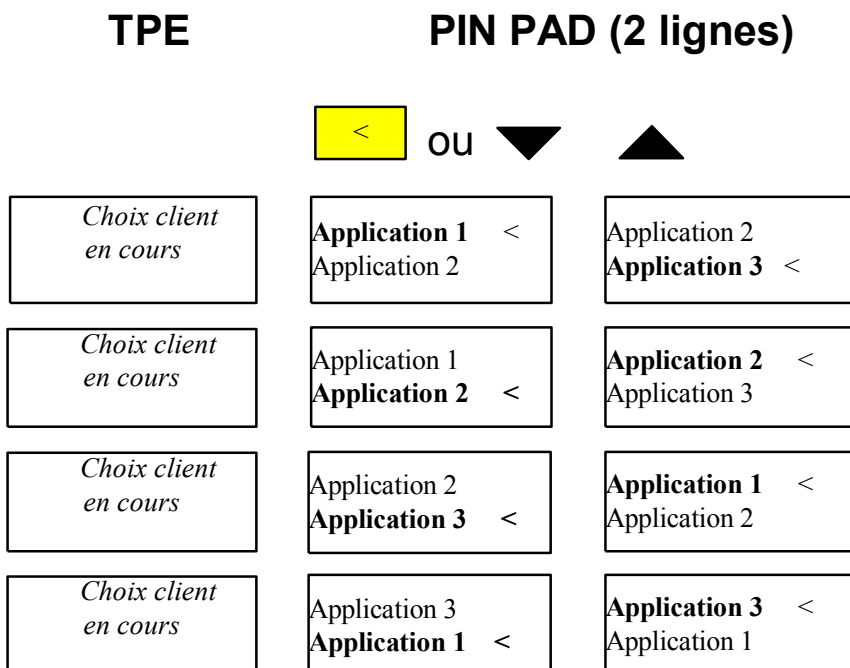 TPE PIN PAD (2 lignes)
< ou
Choix client
en cours
Application 1 <
Application 2
Application 2
Application 3 <
Choix client
en cours
Application 1
Application 2 <
Application 2 <
Application 3
Choix client
en cours
Application 2
Application 3 <
Application 1 <
Application 2
Choix client
en cours
Application 3
Application 1 <
Application 3 <
Application 1